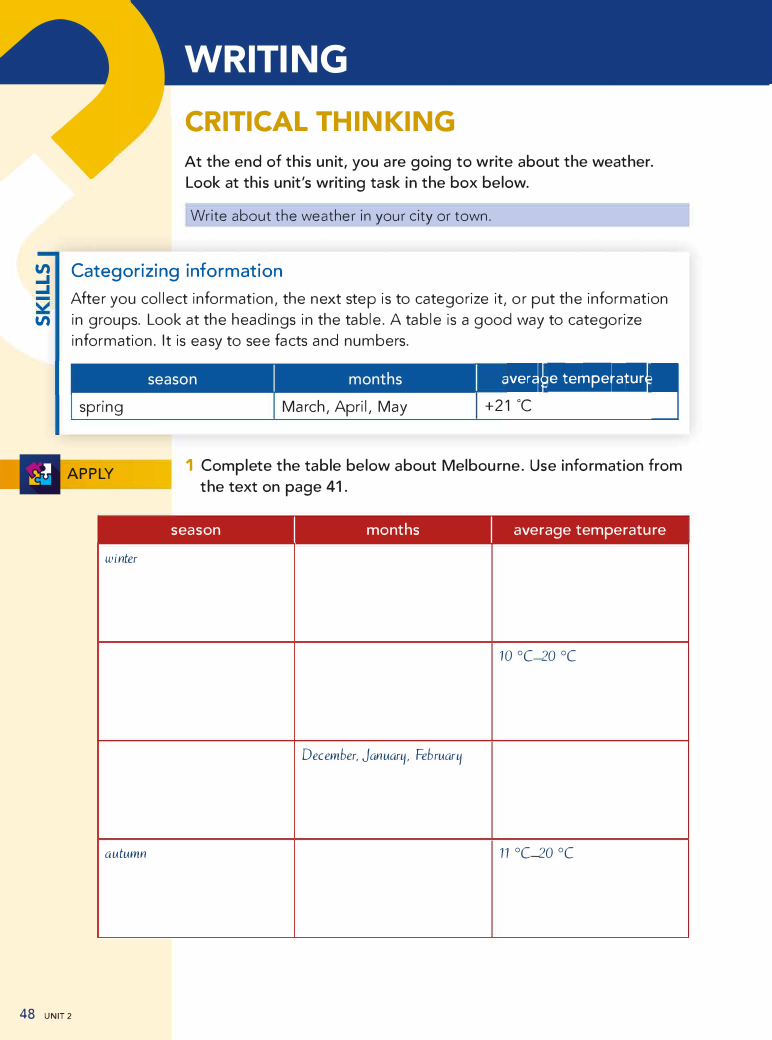 WRITING
CRITICAL THINKING
At the end of this unit, you are going to write about the weather.
Look at this unit's writing task in the box below.
Write about the weather in your city or town.
SKILLS
Categorizing information
After you collect information, the next step is to categorize it, or put the information
in groups. Look at the headings in the table. A table is a good way to categorize
information. It is easy to see facts and numbers.
season months average temperature
spring March, April, May +21 °C
APPLY
1 Complete the table below about Melbourne. Use information from
the text on page 41.
season months average temperature
winter
10 °C–20 °C
December, January, February
autumn 11 °C–20 °C
48 UNIT 2